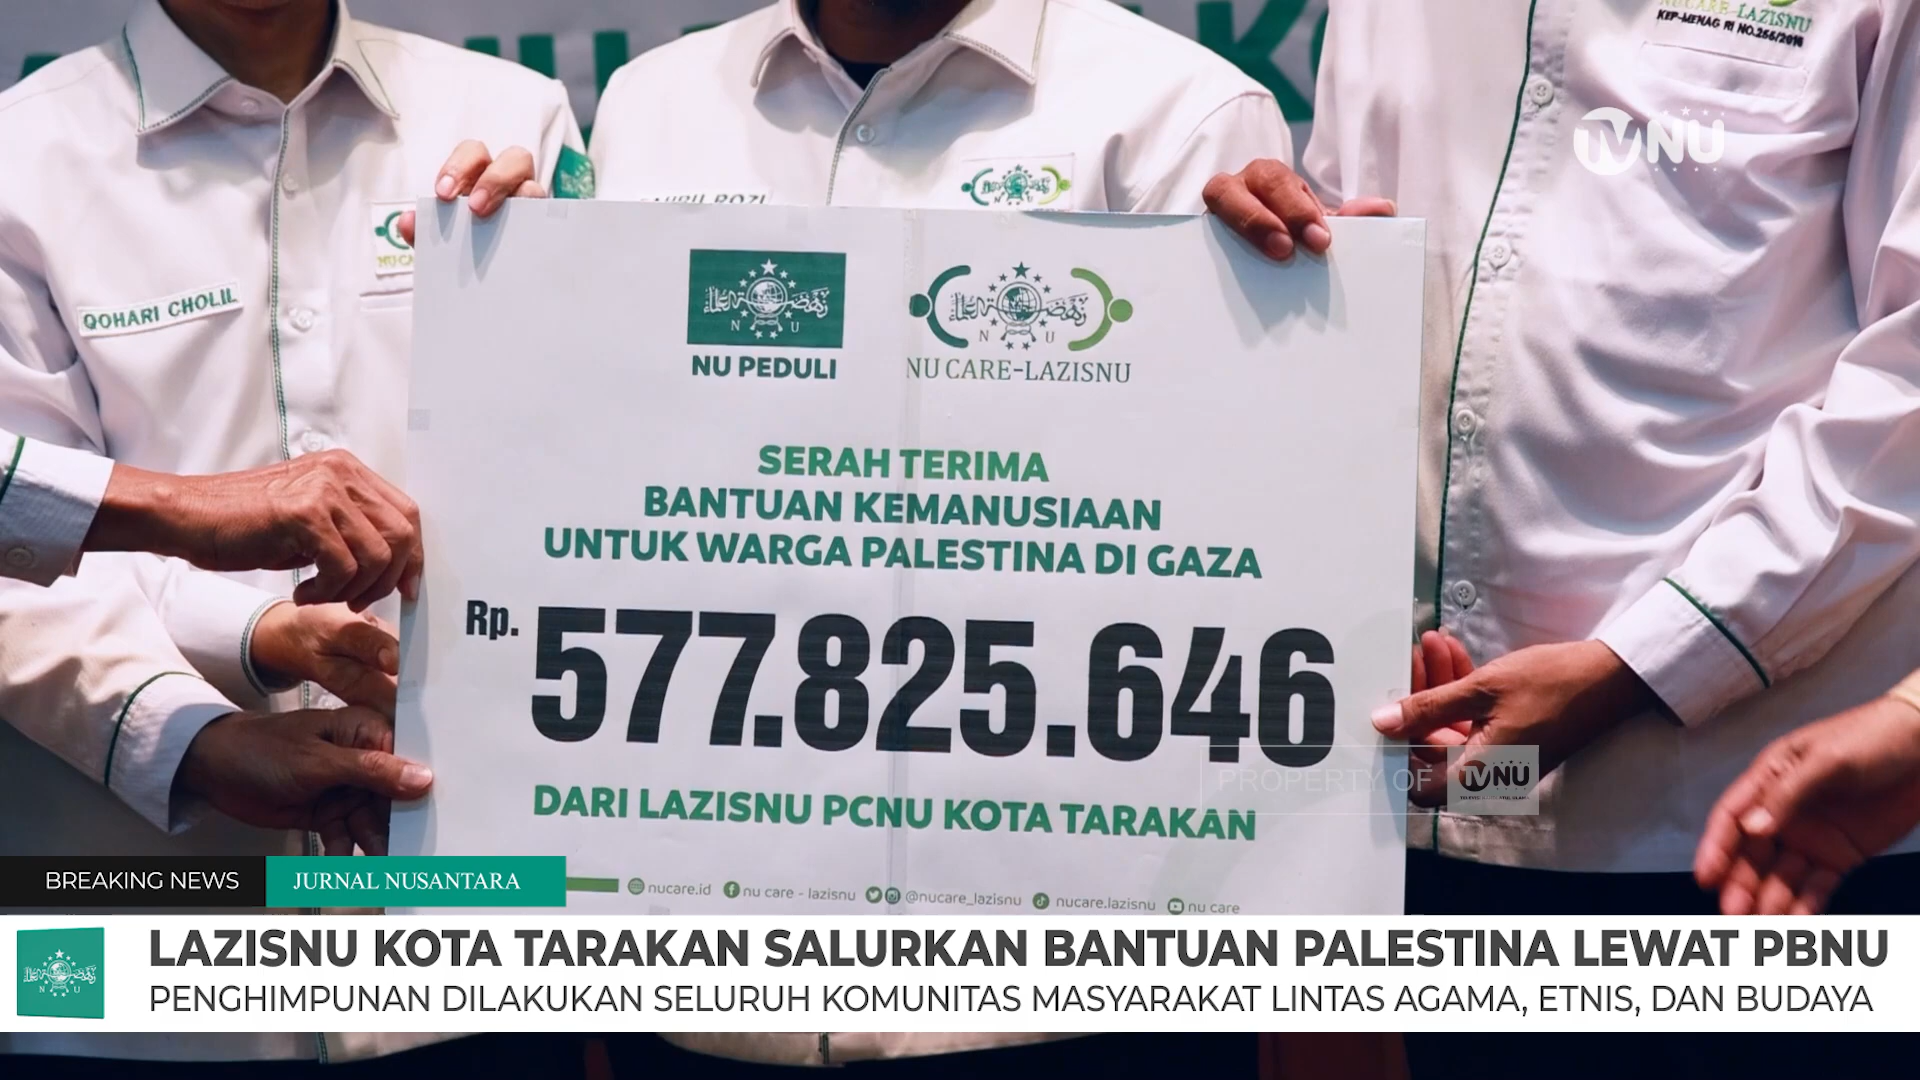 NU CARE-LAZISNU
KEP-MENAG RI NO.255/2016
TVNU
QOHARI CHOLIL
ROZI
NU PEDULI
NU CARE-LAZISNU
SERAH TERIMA
BANTUAN KEMANUSIAAN
UNTUK WARGA PALESTINA DI GAZA
Rp. 577.825.646
DARI LAZISNU PCNU KOTA TARAKAN
PROPERTY OF TVNU
nucare.id nu care - lazisnu @nucare_lazisnu nucare.lazisnu nu care
BREAKING NEWS JURNAL NUSANTARA
LAZISNU KOTA TARAKAN SALURKAN BANTUAN PALESTINA LEWAT PBNU
PENGHIMPUNAN DILAKUKAN SELURUH KOMUNITAS MASYARAKAT LINTAS AGAMA, ETNIS, DAN BUDAYA
N U